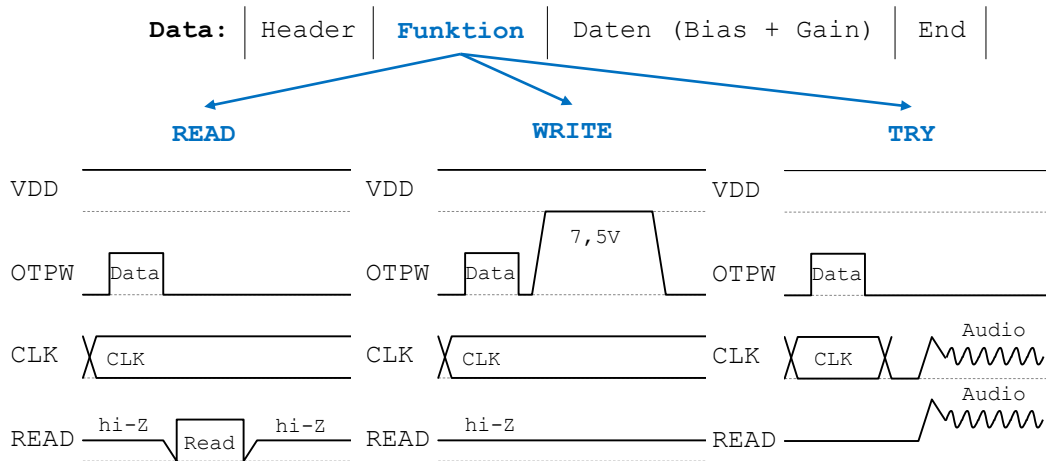 Data: Header Funktion Daten (Bias + Gain) End
READ WRITE TRY
VDD VDD VDD
7,5V
OTPW Data OTPW Data OTPW Data
Audio
CLK CLK CLK CLK CLK CLK
Audio
hi-Z hi-Z hi-Z
READ Read READ READ